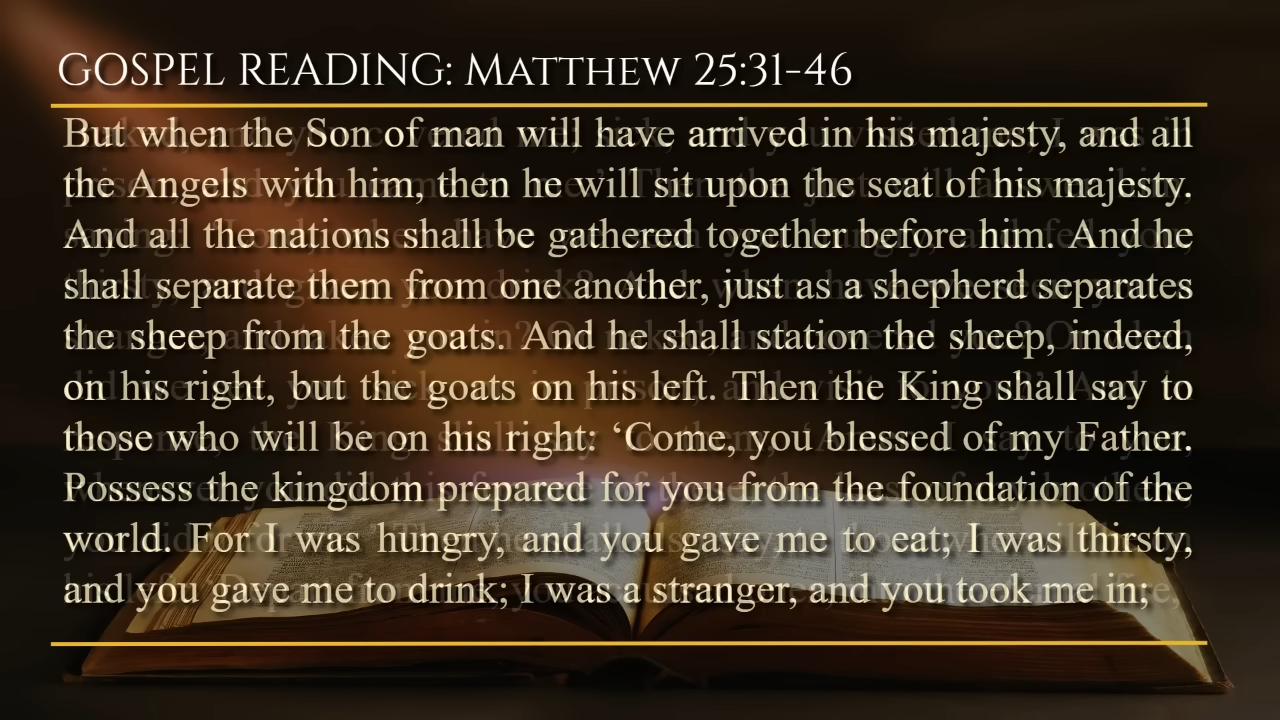 GOSPEL READING: MATTHEW 25:31-46
But when the Son of man will have arrived in his majesty, and all
the Angels with him, then he will sit upon the seat of his majesty.
And all the nations shall be gathered together before him. And he
shall separate them from one another, just as a shepherd separates
the sheep from the goats. And he shall station the sheep, indeed,
on his right, but the goats on his left. Then the King shall say to
those who will be on his right: ‘Come, you blessed of my Father.
Possess the kingdom prepared for you from the foundation of the
world. For I was hungry, and you gave me to eat; I was thirsty,
and you gave me to drink; I was a stranger, and you took me in;